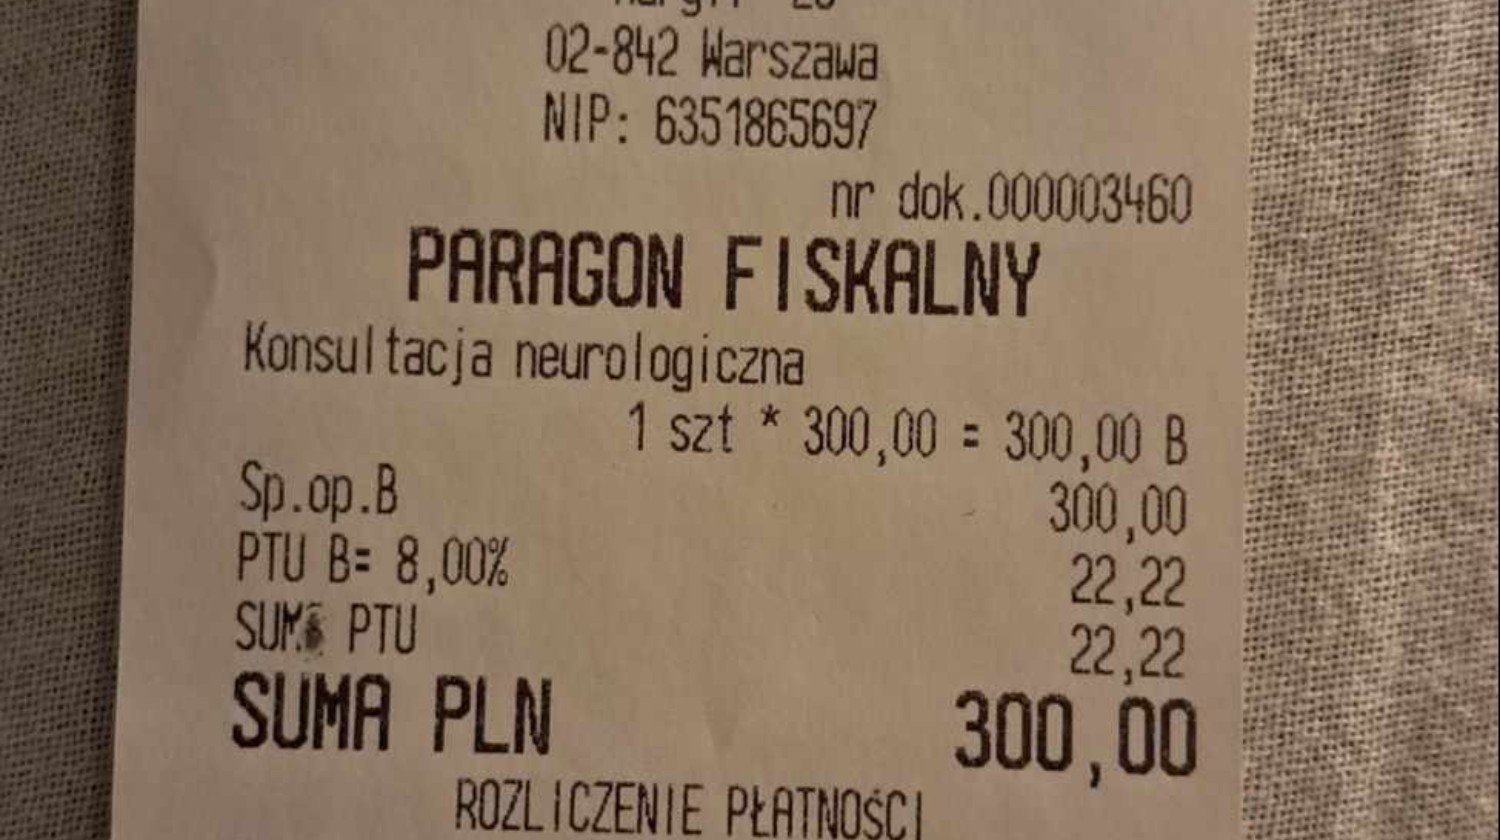 02-842 Warszawa
NIP: 6351865697
nr dok.000003460
PARAGON FISKALNY
Konsultacja neurologiczna
1 szt * 300,00 = 300,00 B
Sp.op.B 300,00
PTU B= 8,00% 22,22
SUMA PTU 22,22
SUMA PLN 300,00
ROZLICZENIE PŁATNOŚCI